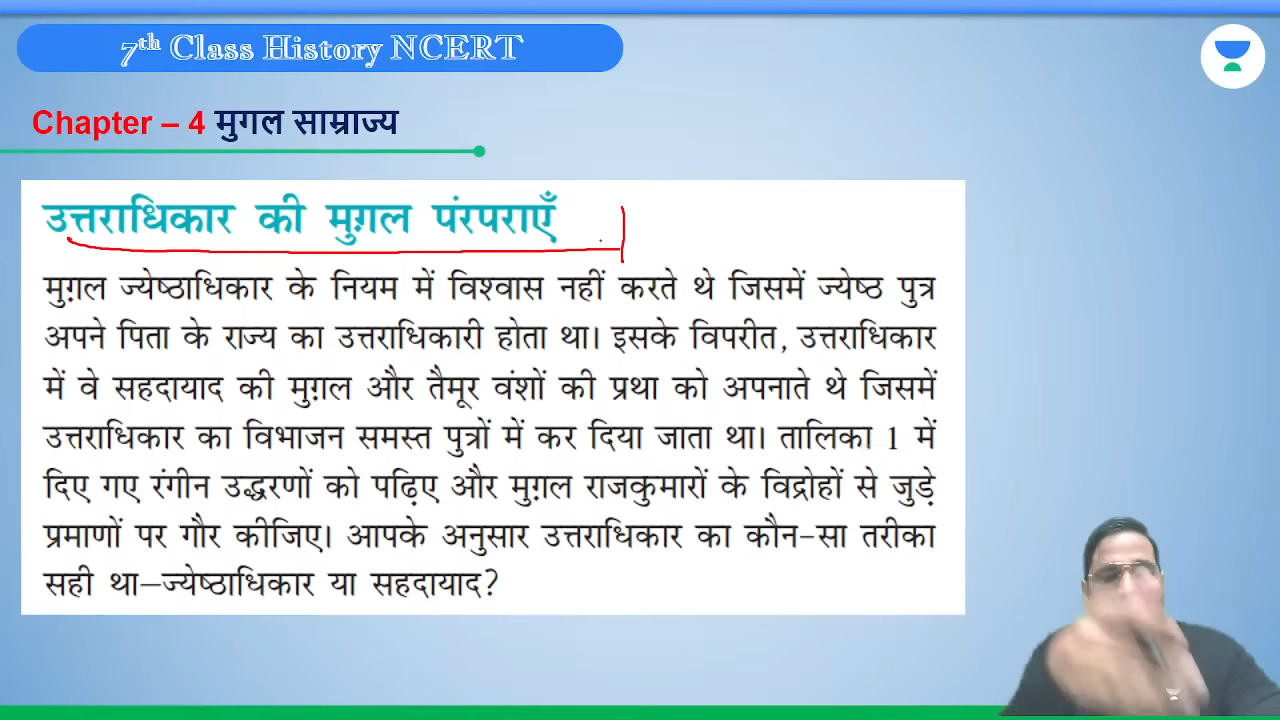 7th Class History NCERT
Chapter – 4 मुगल साम्राज्य
उत्तराधिकार की मुग़ल पंरपराएँ
मुग़ल ज्येष्ठाधिकार के नियम में विश्वास नहीं करते थे जिसमें ज्येष्ठ पुत्र
अपने पिता के राज्य का उत्तराधिकारी होता था। इसके विपरीत, उत्तराधिकार
में वे सहदायाद की मुग़ल और तैमूर वंशों की प्रथा को अपनाते थे जिसमें
उत्तराधिकार का विभाजन समस्त पुत्रों में कर दिया जाता था। तालिका 1 में
दिए गए रंगीन उद्धरणों को पढ़िए और मुग़ल राजकुमारों के विद्रोहों से जुड़े
प्रमाणों पर गौर कीजिए। आपके अनुसार उत्तराधिकार का कौन-सा तरीका
सही था—ज्येष्ठाधिकार या सहदायाद?